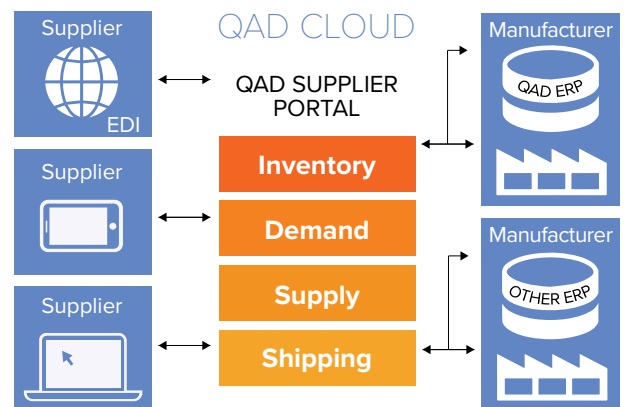 Supplier
EDI
Supplier
Supplier
QAD CLOUD
QAD SUPPLIER
PORTAL
Inventory
Demand
Supply
Shipping
Manufacturer
QAD ERP
Manufacturer
OTHER ERP